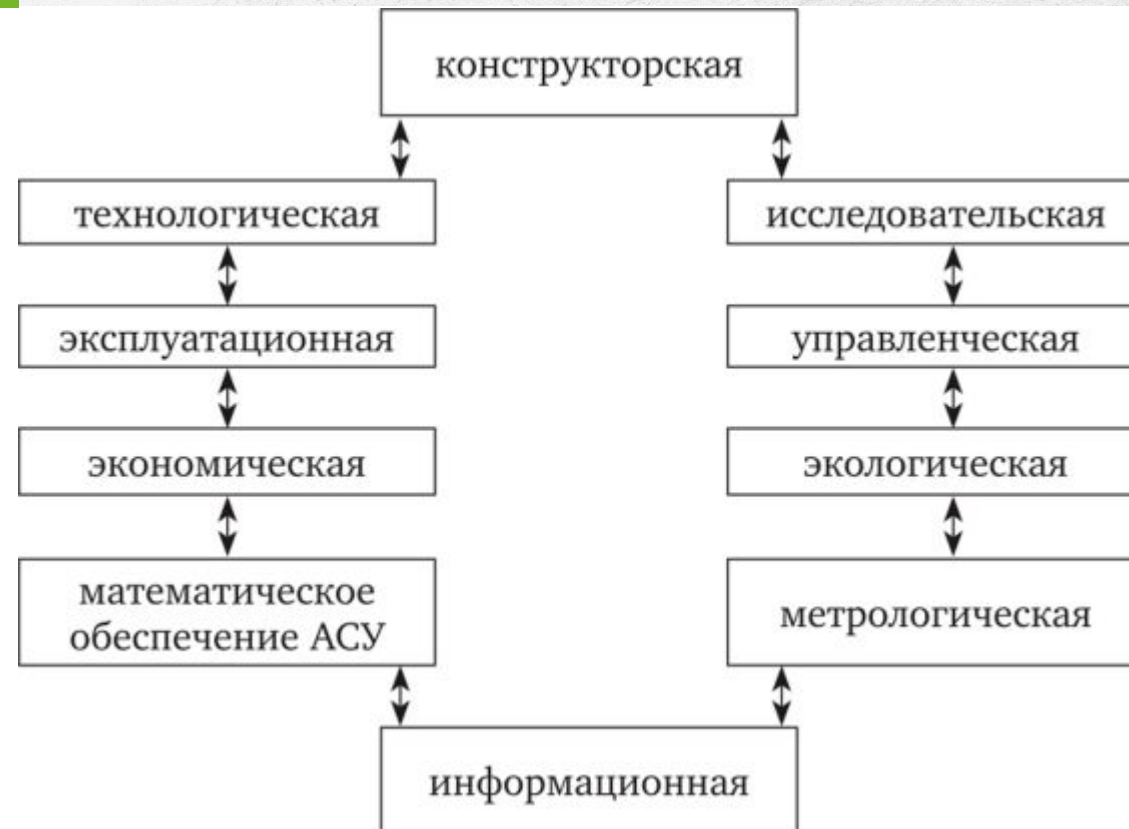 конструкторская
технологическая
исследовательская
эксплуатационная
управленческая
экономическая
экологическая
математическое
обеспечение АСУ
метрологическая
информационная